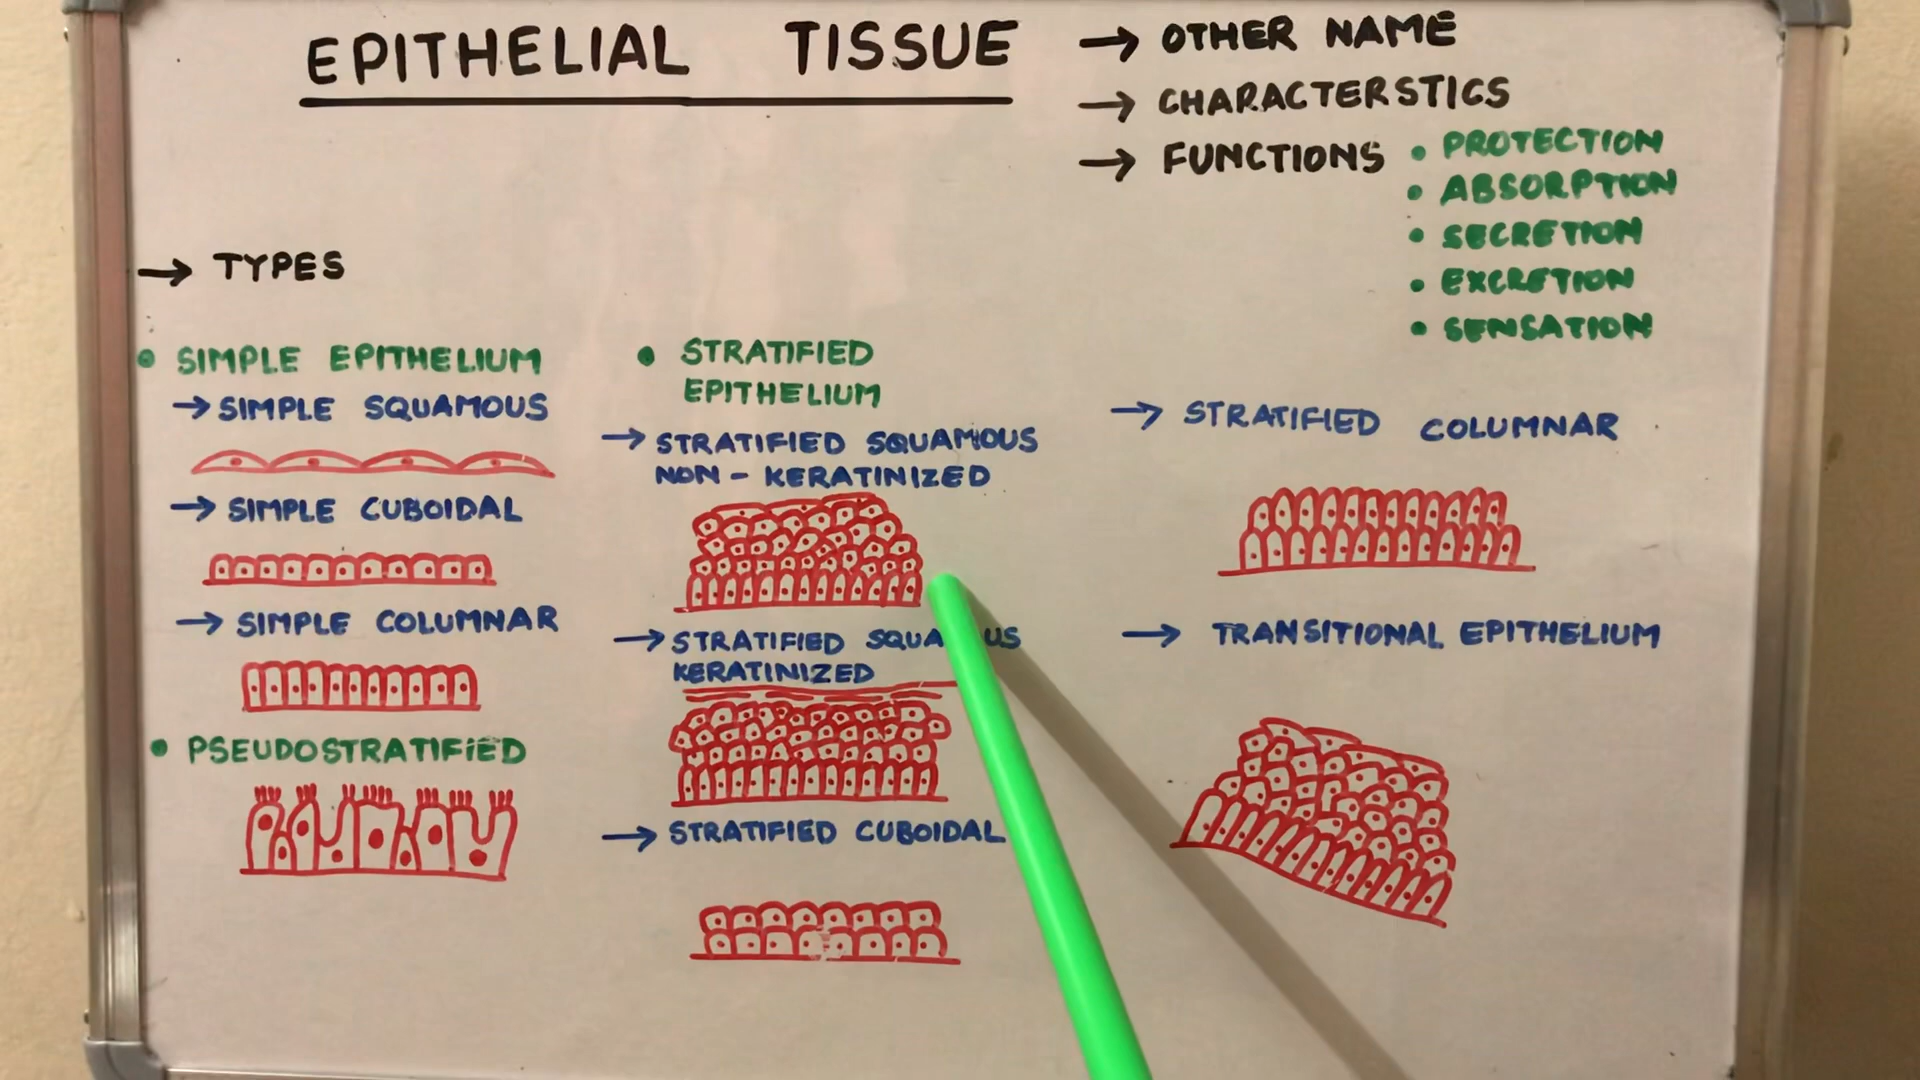 EPITHELIAL TISSUE
→ OTHER NAME
→ CHARACTERSTICS
→ FUNCTIONS
• PROTECTION
• ABSORPTION
• SECRETION
• EXCRETION
• SENSATION
→ TYPES
• SIMPLE EPITHELIUM
→ SIMPLE SQUAMOUS
→ SIMPLE CUBOIDAL
→ SIMPLE COLUMNAR
• PSEUDOSTRATIFIED
• STRATIFIED
EPITHELIUM
→ STRATIFIED SQUAMOUS
NON - KERATINIZED
→ STRATIFIED
KERATINIZED
→ STRATIFIED CUBOIDAL
→ STRATIFIED COLUMNAR
→ TRANSITIONAL EPITHELIUM